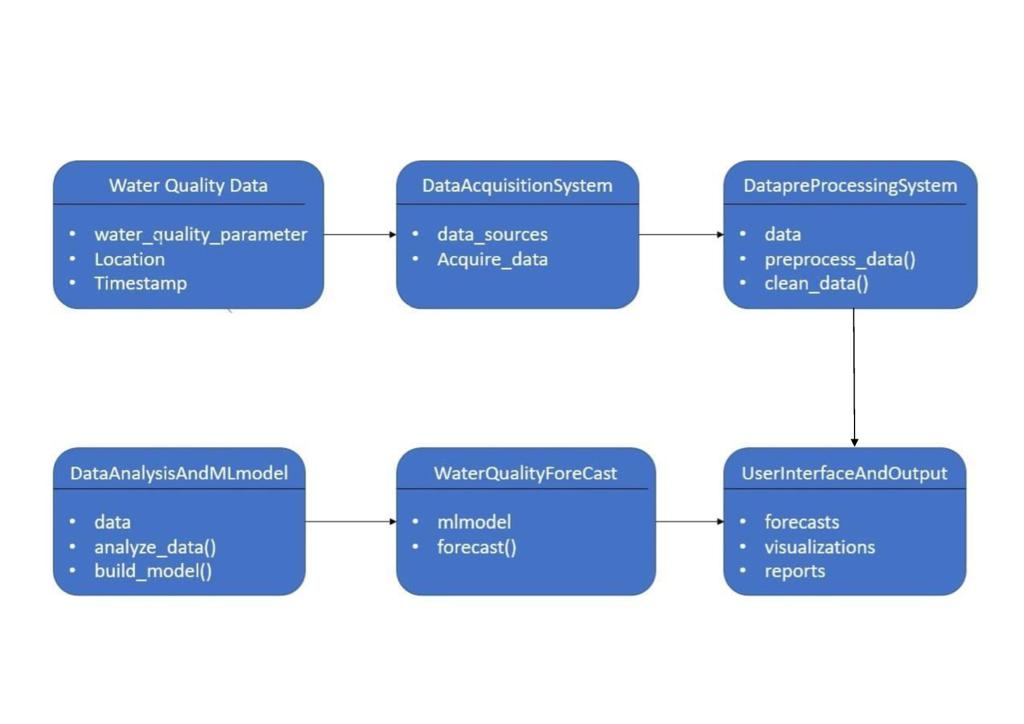 Water Quality Data
• water_quality_parameter
• Location
• Timestamp
DataAcquisitionSystem
• data_sources
• Acquire_data
DatapreProcessingSystem
• data
• preprocess_data()
• clean_data()
DataAnalysisAndMLmodel
• data
• analyze_data()
• build_model()
WaterQualityForeCast
• mlmodel
• forecast()
UserInterfaceAndOutput
• forecasts
• visualizations
• reports